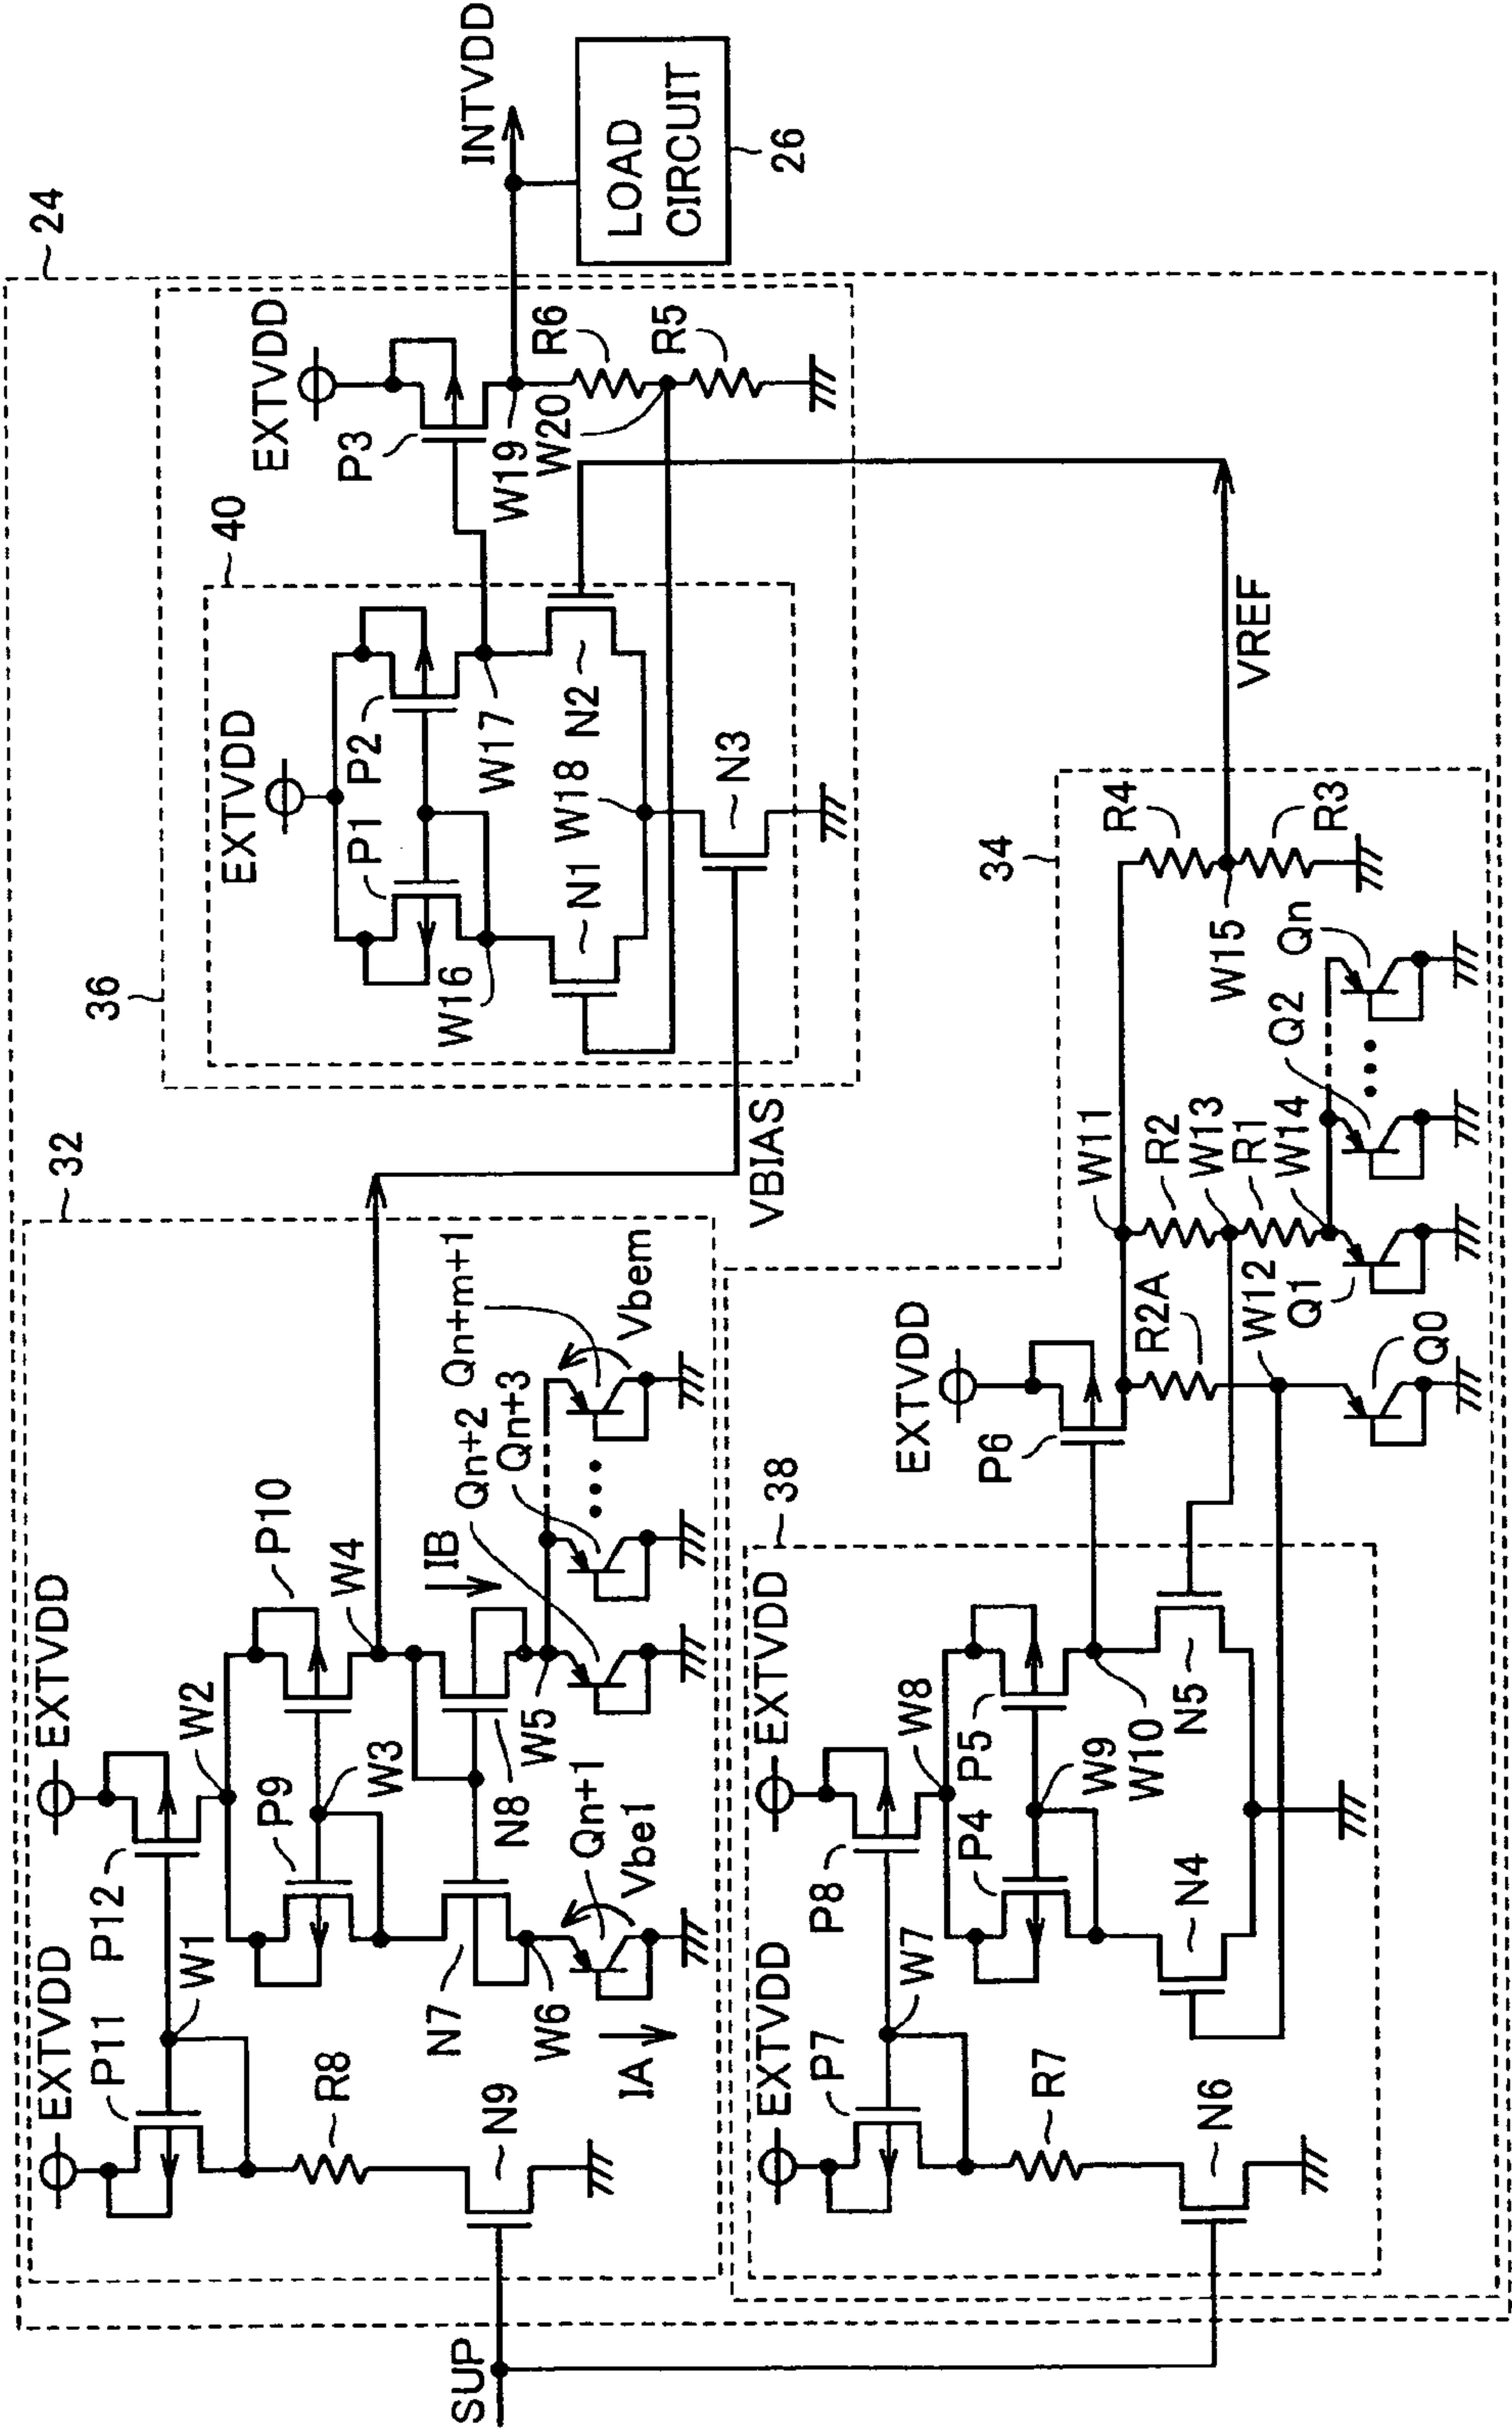 24
32
EXTVDD
EXTVDD
P11
P12
W1
W2
P9
P10
W3
W4
R8
N7
N8
W5
W6
IA
IB
N9
Qn+1
Vbe1
Qn+2
Qn+3
Qn+m+1
Vbem
VBIAS
SUP
36
40
EXTVDD
P1
P2
W16
W17
N1
N2
W18
N3
EXTVDD
P3
W19
W20
R6
R5
INTVDD
LOAD
CIRCUIT
26
38
EXTVDD
EXTVDD
P7
P8
W7
W8
P4
P5
W9
W10
R7
N4
N5
N6
34
EXTVDD
P6
R2A
W11
R2
W12
W13
R1
W14
Q0
Q1
Q2
Qn
R4
W15
R3
VREF